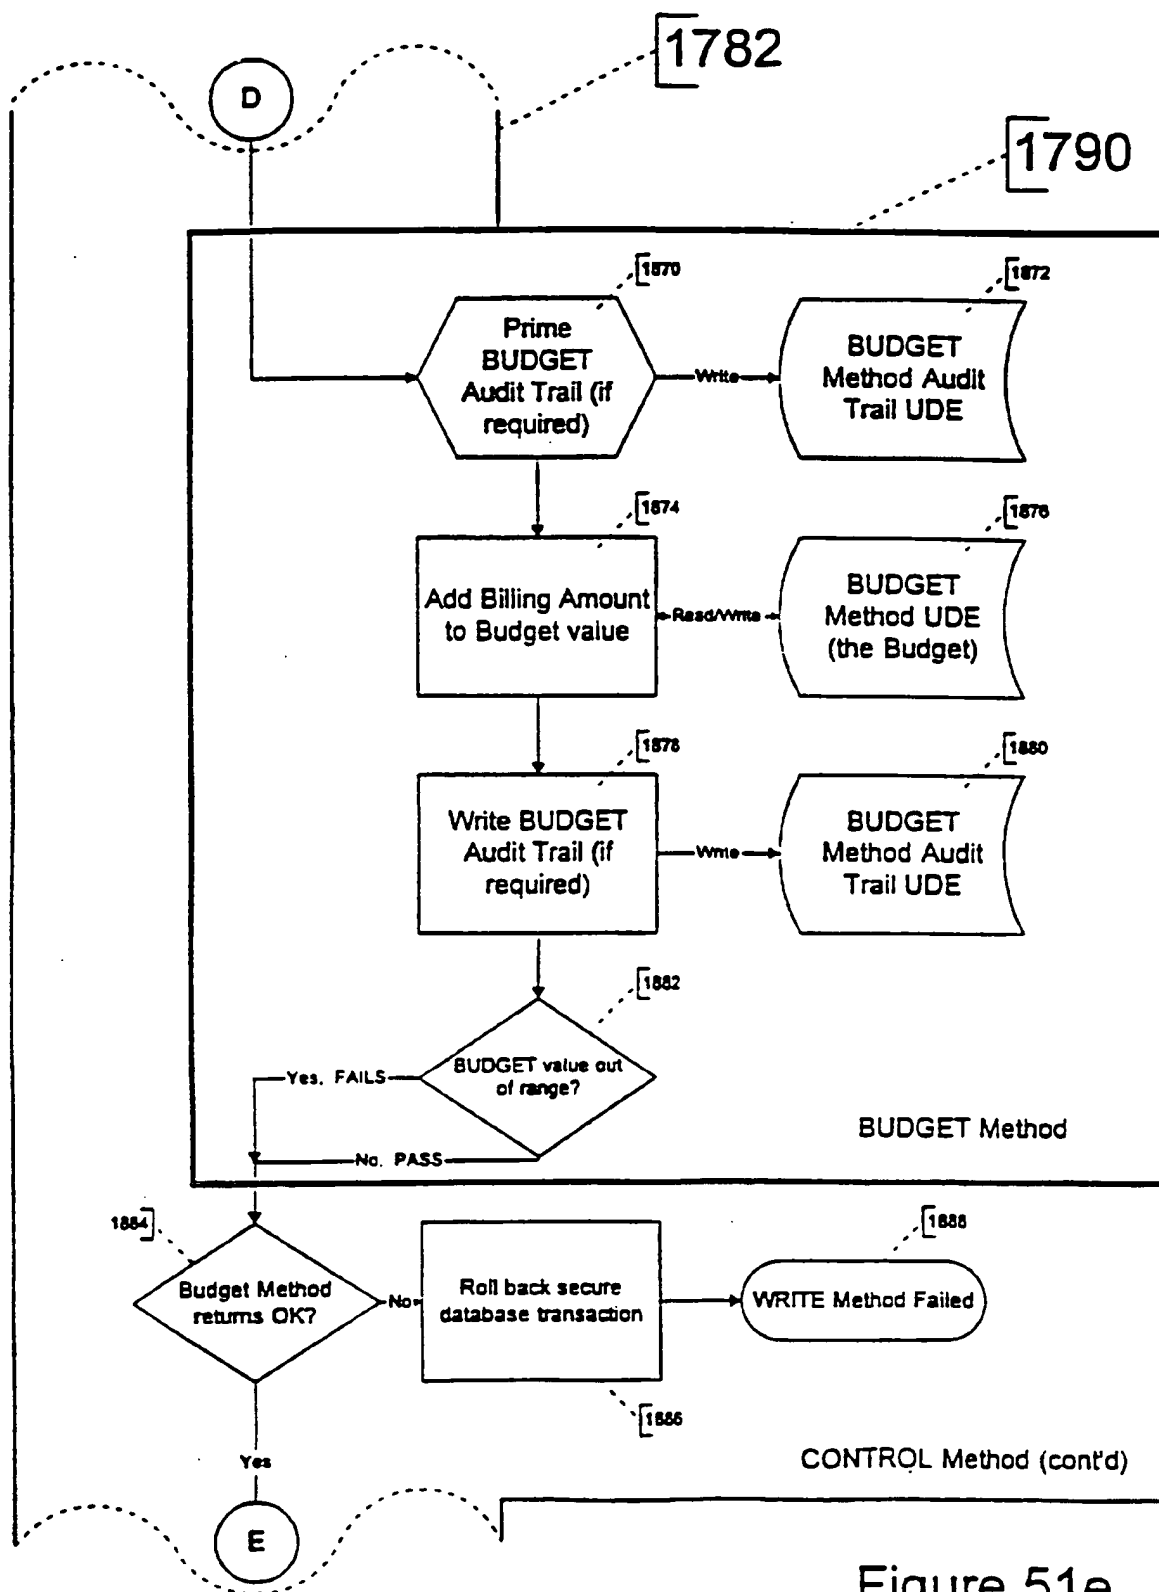 1782
D
1790
1870
1872
Prime
BUDGET
Audit Trail (if
required)
Write
BUDGET
Method Audit
Trail UDE
1874
1876
Add Billing Amount
to Budget value
Read/Write
BUDGET
Method UDE
(the Budget)
1878
1880
Write BUDGET
Audit Trail (if
required)
Write
BUDGET
Method Audit
Trail UDE
1882
BUDGET value out
of range?
Yes, FAILS
No, PASS
BUDGET Method
1884
1888
Budget Method
returns OK?
No
Roll back secure
database transaction
WRITE Method Failed
1886
Yes
CONTROL Method (cont'd)
E
Figure 51e